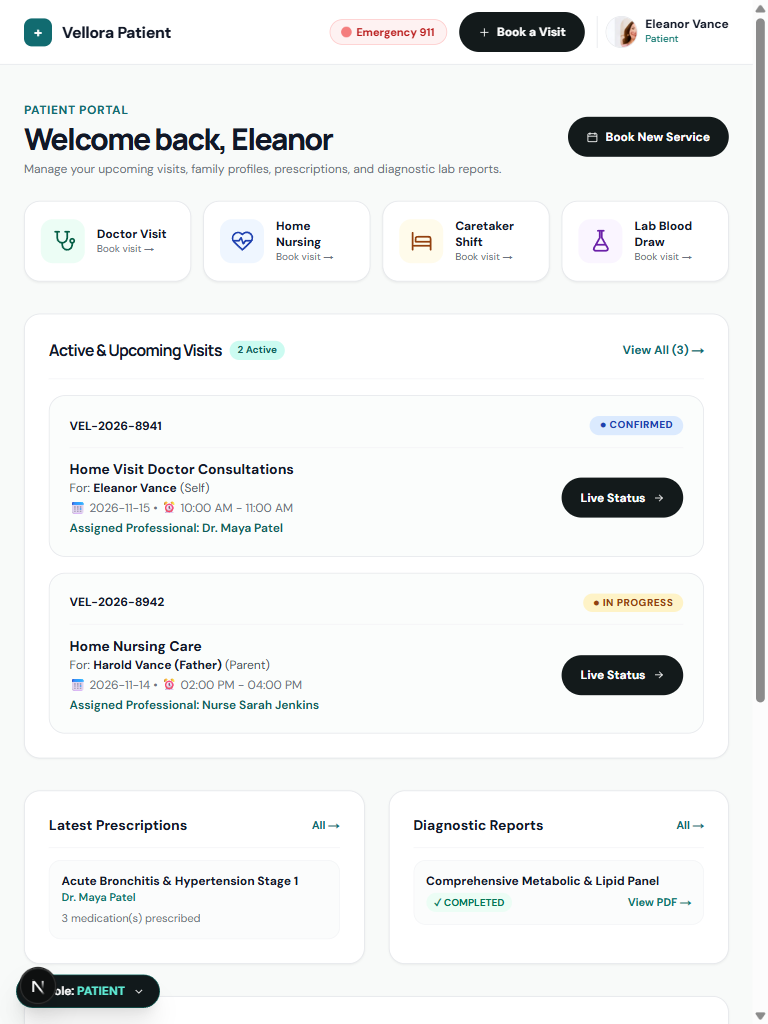 Vellora Patient
Emergency 911
Book a Visit
Eleanor Vance
Patient
PATIENT PORTAL
Welcome back, Eleanor
Manage your upcoming visits, family profiles, prescriptions, and diagnostic lab reports.
Book New Service
Doctor Visit
Book visit →
Home
Nursing
Book visit →
Caretaker
Shift
Book visit →
Lab Blood
Draw
Book visit →
Active & Upcoming Visits
2 Active
View All (3) →
VEL-2026-8941
● CONFIRMED
Home Visit Doctor Consultations
For: Eleanor Vance (Self)
📅 2026-11-15 • ⏰ 10:00 AM - 11:00 AM
Assigned Professional: Dr. Maya Patel
Live Status →
VEL-2026-8942
● IN PROGRESS
Home Nursing Care
For: Harold Vance (Father) (Parent)
📅 2026-11-14 • ⏰ 02:00 PM - 04:00 PM
Assigned Professional: Nurse Sarah Jenkins
Live Status →
Latest Prescriptions
All →
Acute Bronchitis & Hypertension Stage 1
Dr. Maya Patel
3 medication(s) prescribed
Diagnostic Reports
All →
Comprehensive Metabolic & Lipid Panel
✓ COMPLETED
View PDF →
N
PATIENT